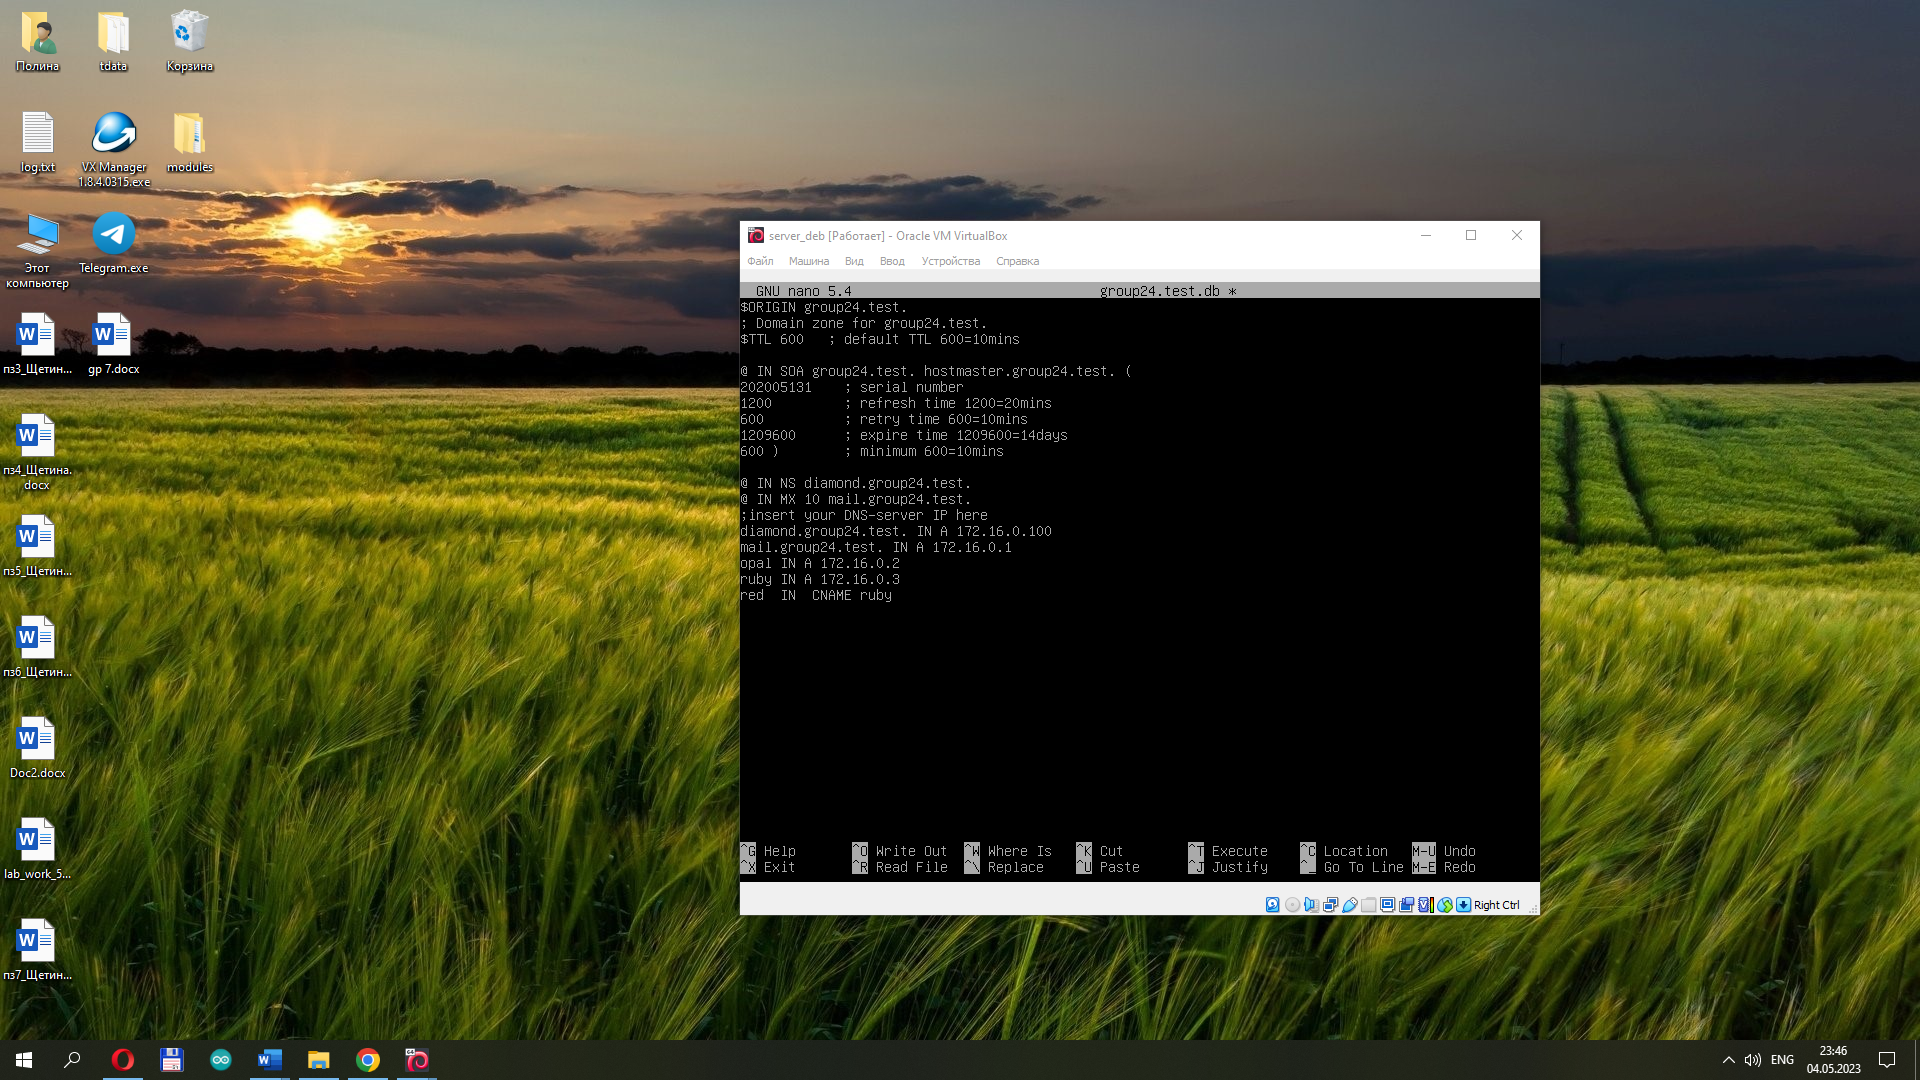 Полина
tdata
Корзина
log.txt
VX Manager
1.8.4.0315.exe
modules
Этот
компьютер
Telegram.exe
пз3_Щетин...
gp 7.docx
пз4_Щетина.
docx
пз5_Щетин...
пз6_Щетин...
Doc2.docx
lab_work_5...
пз7_Щетин...
server_deb [Работает] - Oracle VM VirtualBox
Файл Машина Вид Ввод Устройства Справка
GNU nano 5.4 group24.test.db *
$ORIGIN group24.test.
; Domain zone for group24.test.
$TTL 600 ; default TTL 600=10mins
@ IN SOA group24.test. hostmaster.group24.test. (
202005131 ; serial number
1200 ; refresh time 1200=20mins
600 ; retry time 600=10mins
1209600 ; expire time 1209600=14days
600 ) ; minimum 600=10mins
@ IN NS diamond.group24.test.
@ IN MX 10 mail.group24.test.
;insert your DNS-server IP here
diamond.group24.test. IN A 172.16.0.100
mail.group24.test. IN A 172.16.0.1
opal IN A 172.16.0.2
ruby IN A 172.16.0.3
red IN CNAME ruby
^G Help ^O Write Out ^W Where Is ^K Cut ^T Execute ^C Location M-U Undo
^X Exit ^R Read File ^\ Replace ^U Paste ^J Justify ^_ Go To Line M-E Redo
Right Ctrl
ENG
23:46
04.05.2023